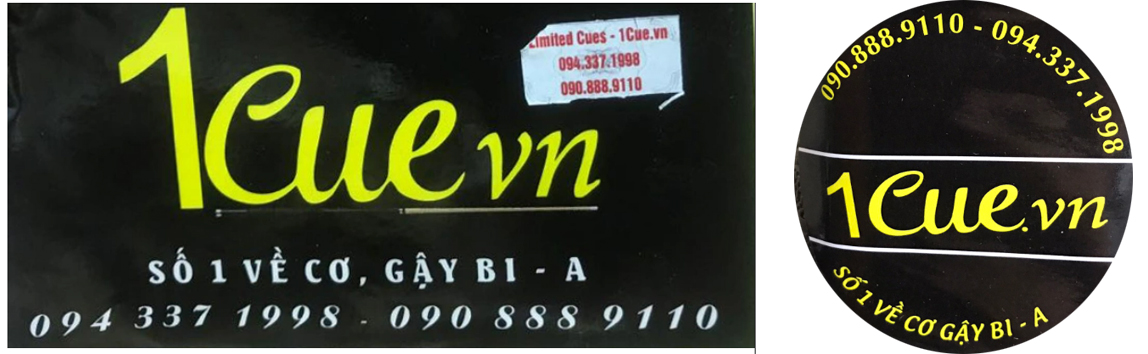 1Cue vn
Limited Cues - 1Cue.vn
094.337.1998
090.888.9110
SỐ 1 VỀ CƠ, GẬY BI - A
094 337 1998 - 090 888 9110
090.888.9110 - 094.337.1998
1Cue.vn
SỐ 1 VỀ CƠ GẬY BI - A